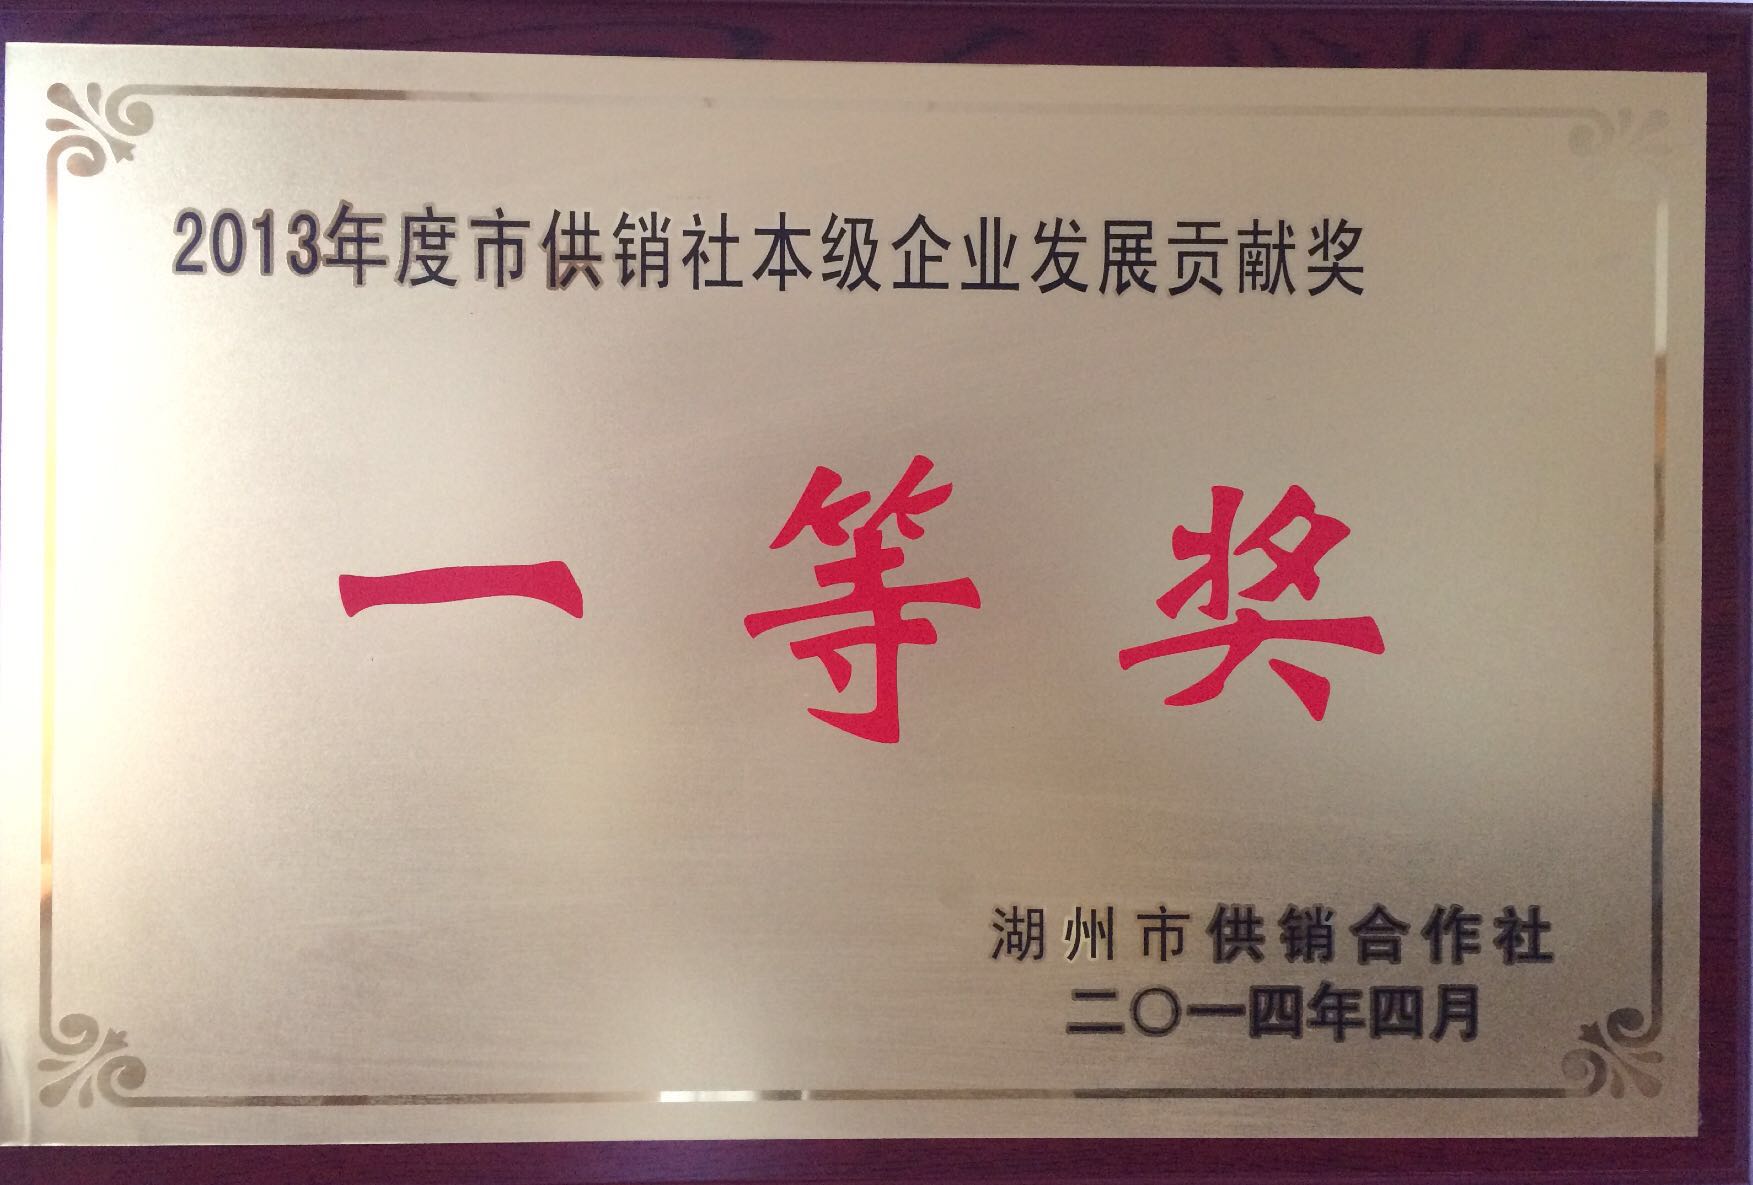 2013年度市供销社本级企业发展贡献奖
一等奖
湖州市供销合作社
二〇一四年四月